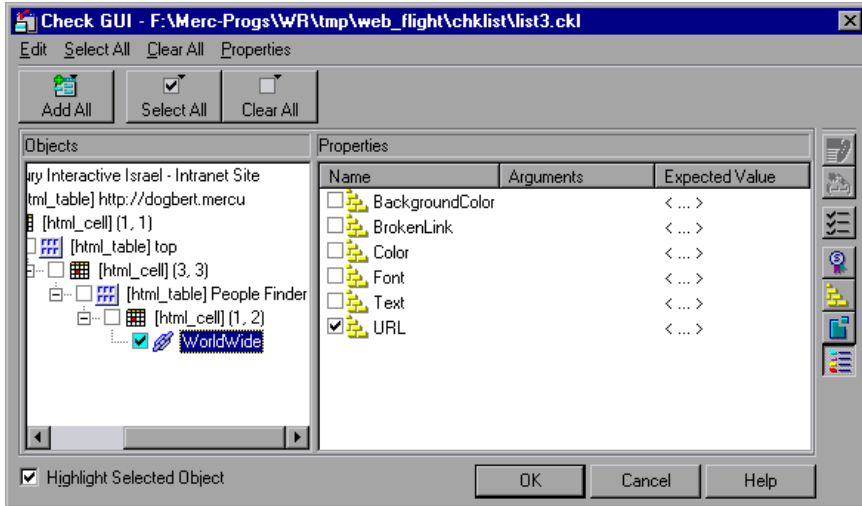 Check GUI - F:\Merc-Progs\WR\tmp\web_flight\chklist\list3.ckl
Edit Select All Clear All Properties
Add All Select All Clear All
Objects
ury Interactive Israel - Intranet Site
tml_table] http://dogbert.mercu
[html_cell] (1, 1)
[html_table] top
[html_cell] (3, 3)
[html_table] People Finder
[html_cell] (1, 2)
WorldWide
Properties
Name Arguments Expected Value
BackgroundColor < ... >
BrokenLink < ... >
Color < ... >
Font < ... >
Text < ... >
URL < ... >
Highlight Selected Object
OK Cancel Help